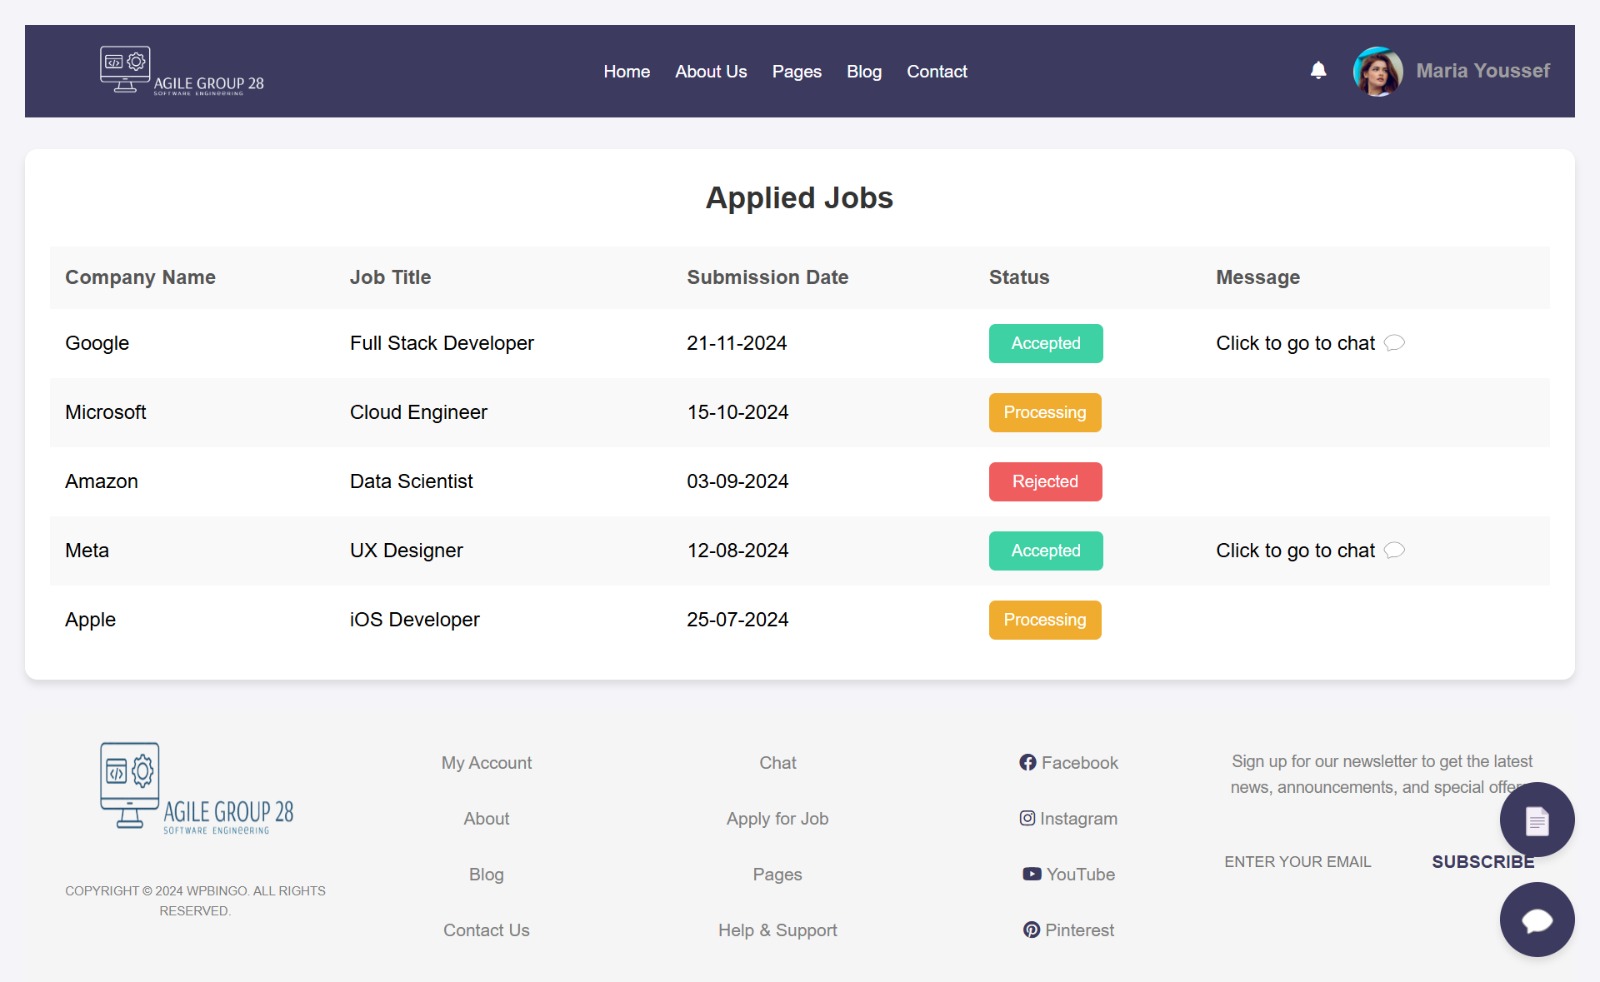 AGILE GROUP 28
SOFTWARE ENGINEERING
Home About Us Pages Blog Contact
Maria Youssef
Applied Jobs
Company Name Job Title Submission Date Status Message
Google Full Stack Developer 21-11-2024 Accepted Click to go to chat
Microsoft Cloud Engineer 15-10-2024 Processing
Amazon Data Scientist 03-09-2024 Rejected
Meta UX Designer 12-08-2024 Accepted Click to go to chat
Apple iOS Developer 25-07-2024 Processing
AGILE GROUP 28
SOFTWARE ENGINEERING
COPYRIGHT © 2024 WPBINGO. ALL RIGHTS
RESERVED.
My Account
About
Blog
Contact Us
Chat
Apply for Job
Pages
Help & Support
Facebook
Instagram
YouTube
Pinterest
Sign up for our newsletter to get the latest
news, announcements, and special
ENTER YOUR EMAIL SUBSCRIBE